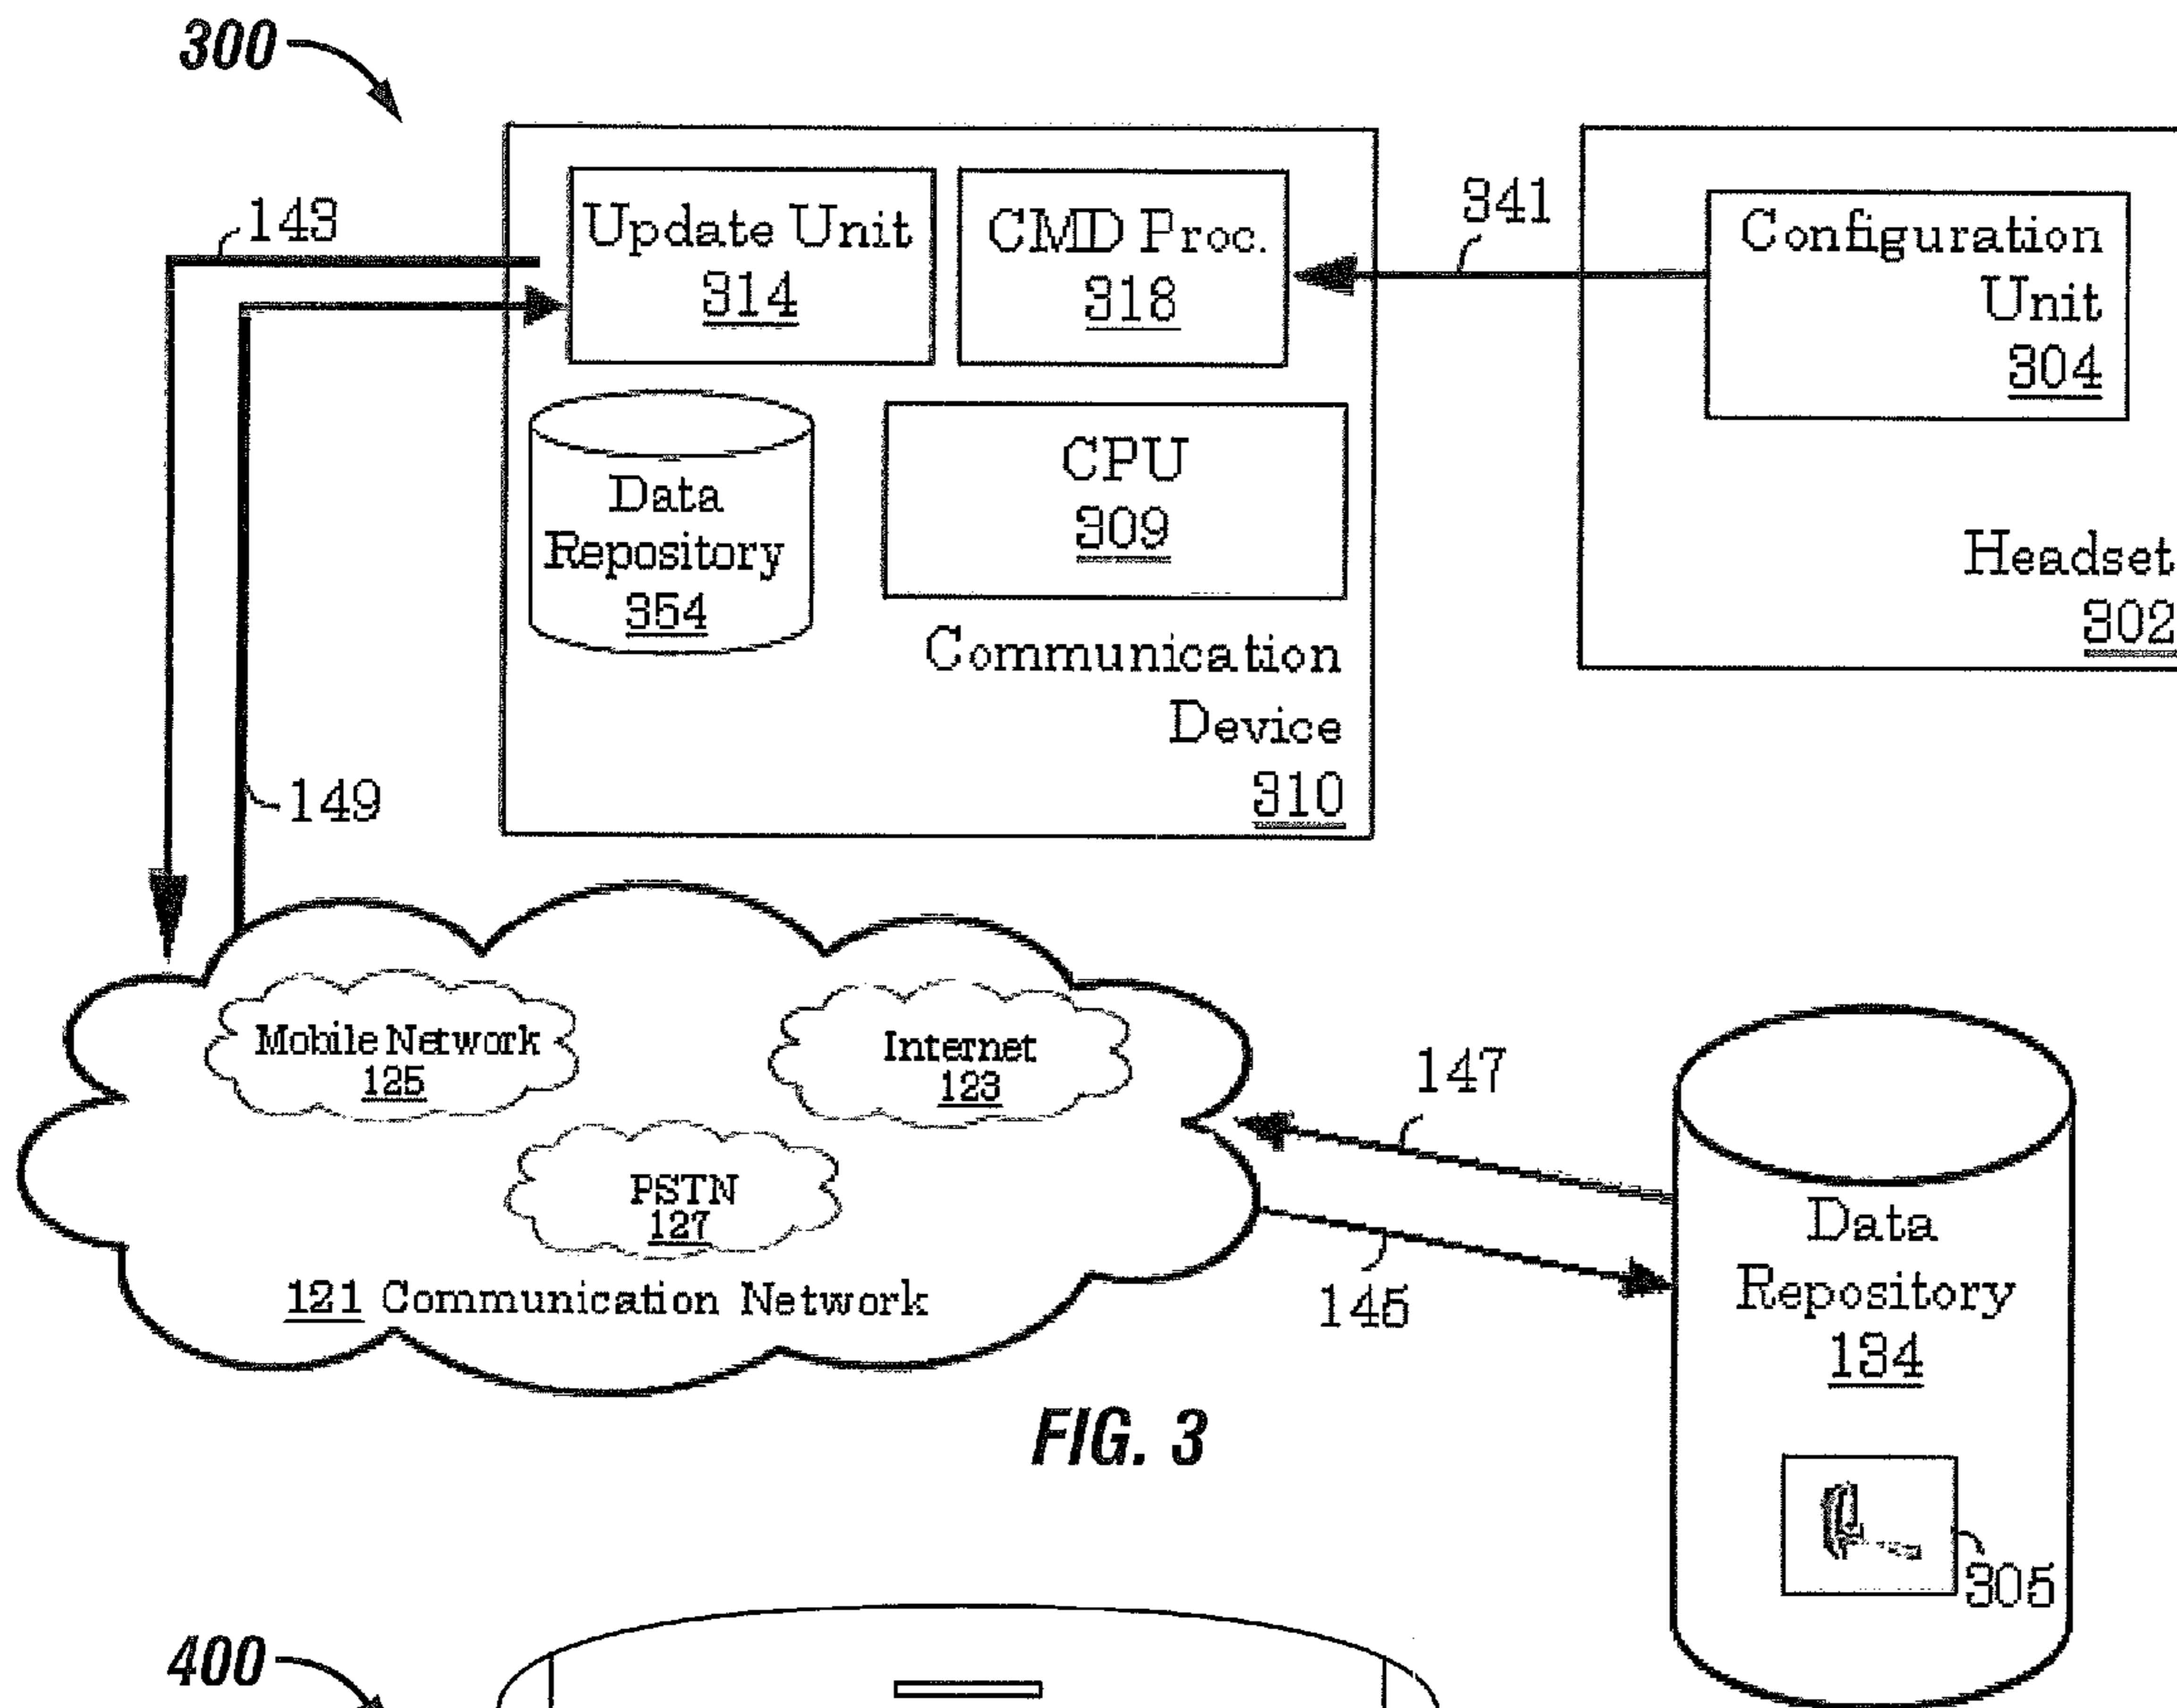 300
143
Update Unit
314
CMD Proc.
318
341
Configuration
Unit
304
Data
Repository
354
CPU
309
Headset
302
Communication
Device
310
149
Mobile Network
125
Internet
123
147
PSTN
127
145
121 Communication Network
Data
Repository
134
FIG. 3
305
400